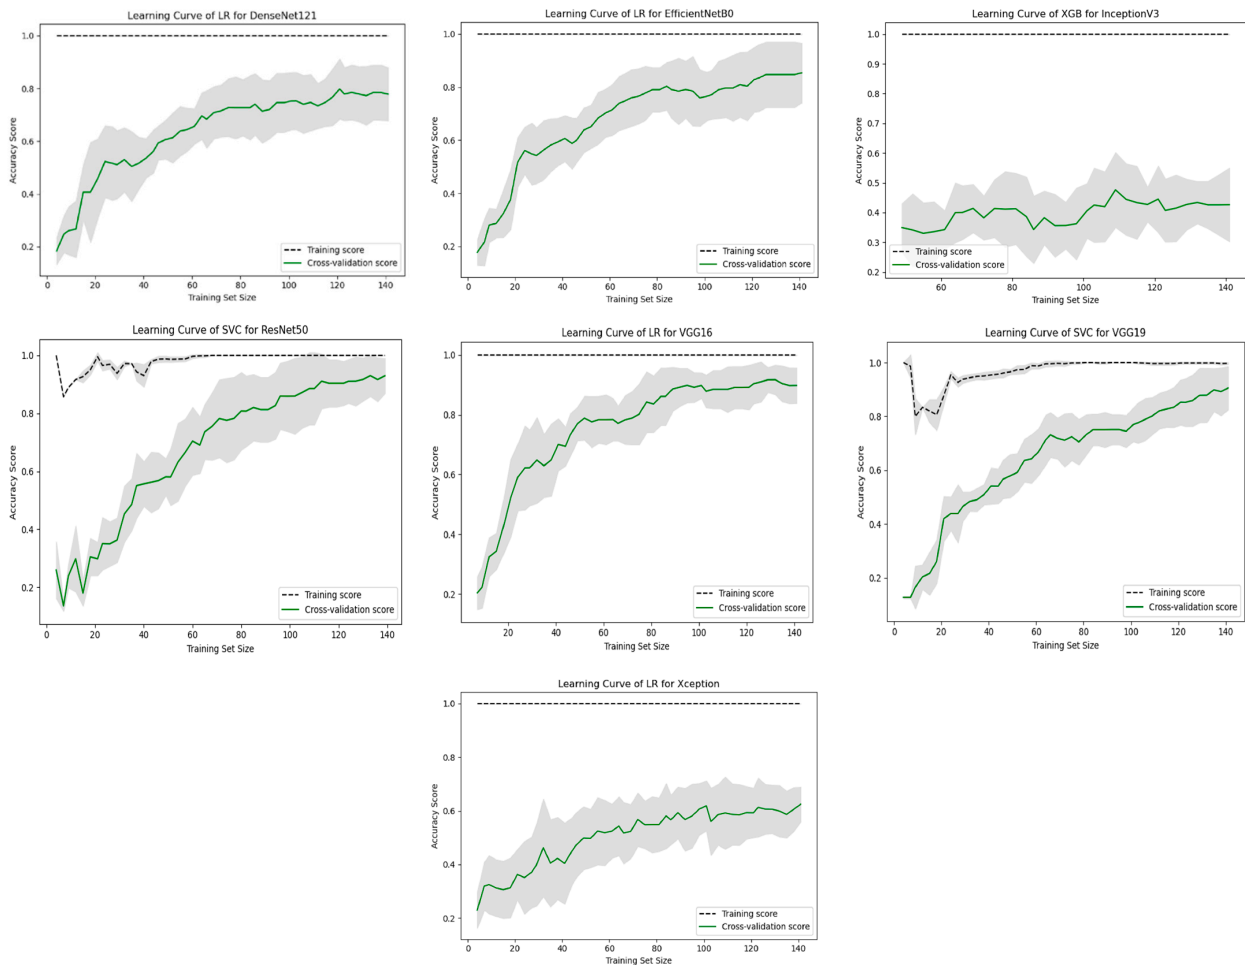 Learning Curve of LR for DenseNet121
1.0
0.8
0.6
0.4
0.2
Accuracy Score
0
20
40
60
80
100
120
140
Training Set Size
Training score
Cross-validation score
Learning Curve of LR for EfficientNetB0
1.0
0.8
0.6
0.4
0.2
Accuracy Score
0
20
40
60
80
100
120
140
Training Set Size
Training score
Cross-validation score
Learning Curve of XGB for InceptionV3
1.0
0.9
0.8
0.7
0.6
0.5
0.4
0.3
0.2
Accuracy Score
60
80
100
120
140
Training Set Size
Training score
Cross-validation score
Learning Curve of SVC for ResNet50
1.0
0.8
0.6
0.4
0.2
Accuracy Score
0
20
40
60
80
100
120
140
Training Set Size
Training score
Cross-validation score
Learning Curve of LR for VGG16
1.0
0.8
0.6
0.4
0.2
Accuracy Score
20
40
60
80
100
120
140
Training Set Size
Training score
Cross-validation score
Learning Curve of SVC for VGG19
1.0
0.8
0.6
0.4
0.2
Accuracy Score
0
20
40
60
80
100
120
140
Training Set Size
Training score
Cross-validation score
Learning Curve of LR for Xception
1.0
0.8
0.6
0.4
0.2
Accuracy Score
0
20
40
60
80
100
120
140
Training Set Size
Training score
Cross-validation score